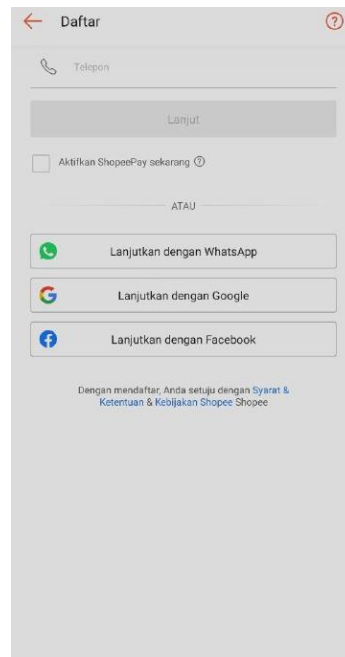 Daftar
Telepon
Lanjut
Aktifkan ShopeePay sekarang
ATAU
Lanjutkan dengan WhatsApp
Lanjutkan dengan Google
Lanjutkan dengan Facebook
Dengan mendaftar, Anda setuju dengan Syarat &
Ketentuan & Kebijakan Shopee Shopee